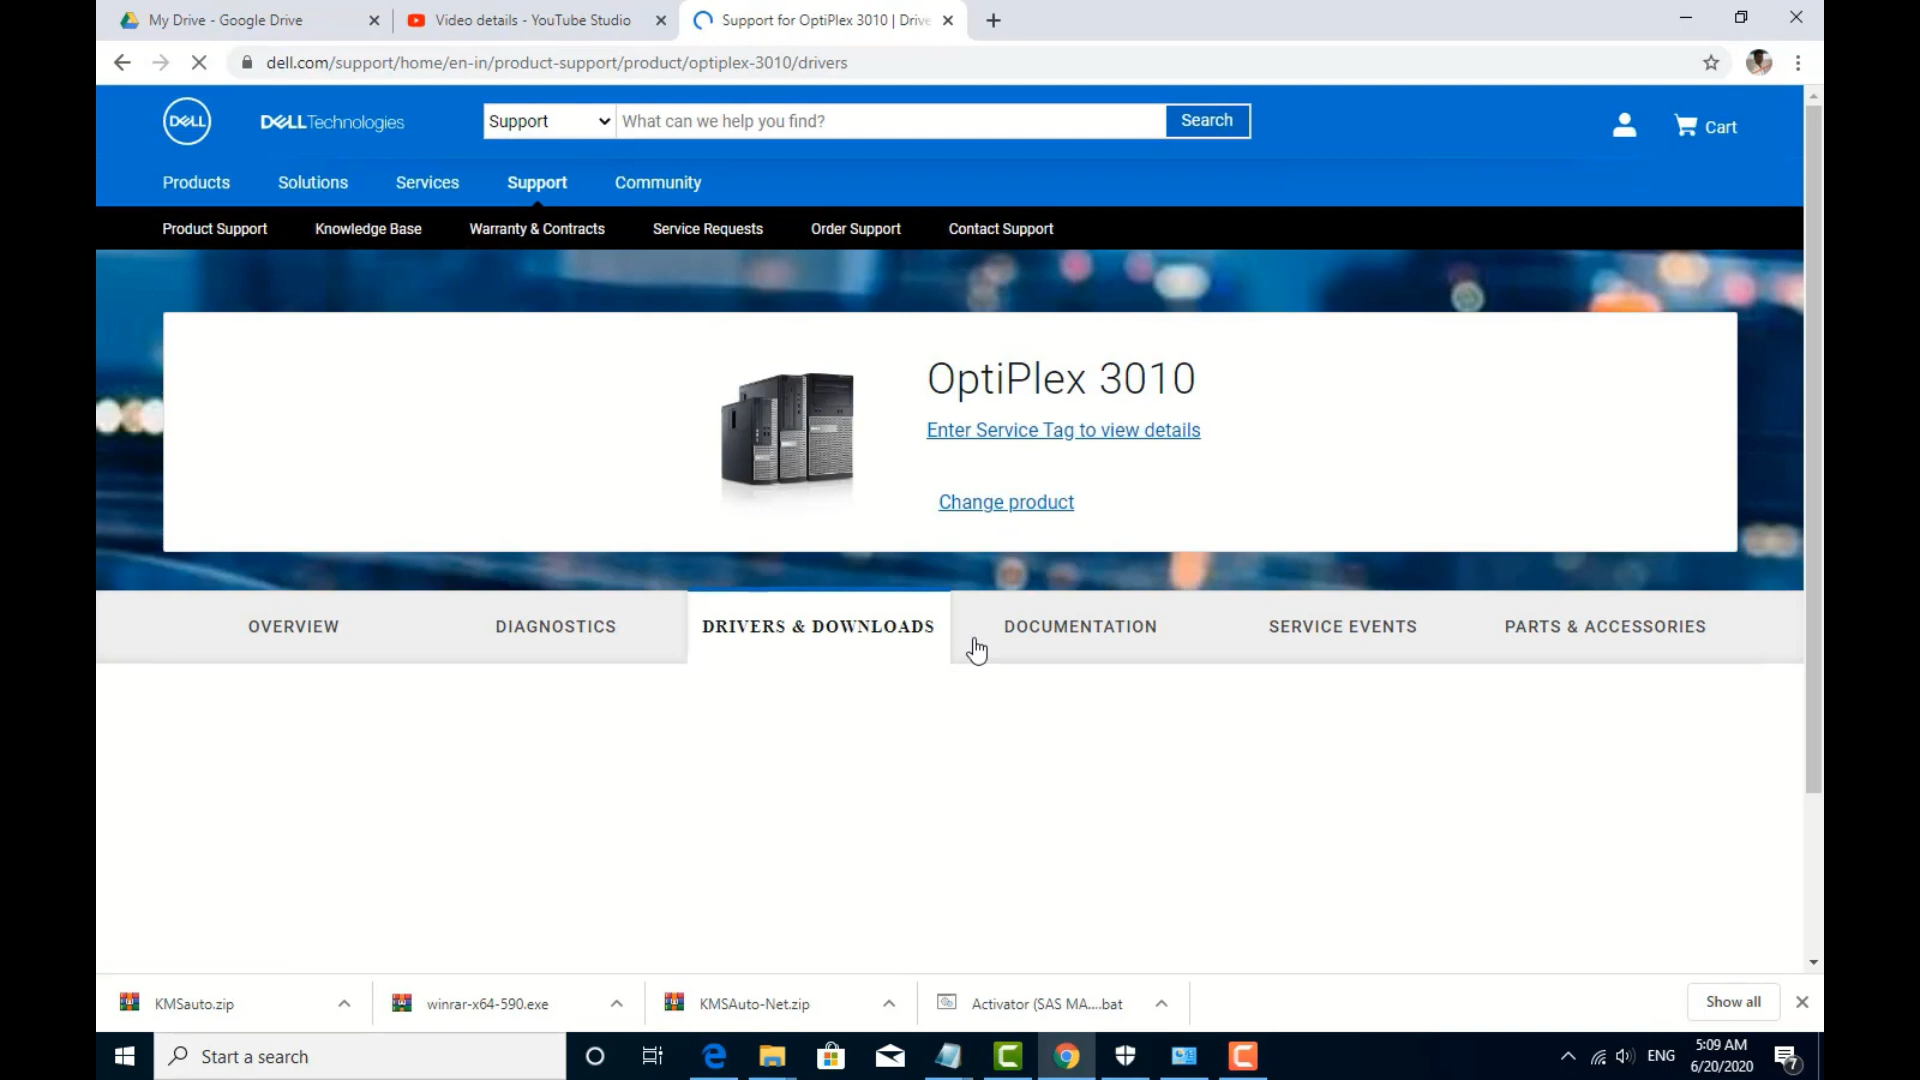 My Drive - Google Drive
Video details - YouTube Studio
Support for OptiPlex 3010 | Drive
dell.com/support/home/en-in/product-support/product/optiplex-3010/drivers
DELL
DELLTechnologies
Support
What can we help you find?
Search
Cart
Products
Solutions
Services
Support
Community
Product Support
Knowledge Base
Warranty & Contracts
Service Requests
Order Support
Contact Support
OptiPlex 3010
Enter Service Tag to view details
Change product
OVERVIEW
DIAGNOSTICS
DRIVERS & DOWNLOADS
DOCUMENTATION
SERVICE EVENTS
PARTS & ACCESSORIES
KMSauto.zip
winrar-x64-590.exe
KMSAuto-Net.zip
Activator (SAS MA....bat
Show all
Start a search
ENG
5:09 AM
6/20/2020
7